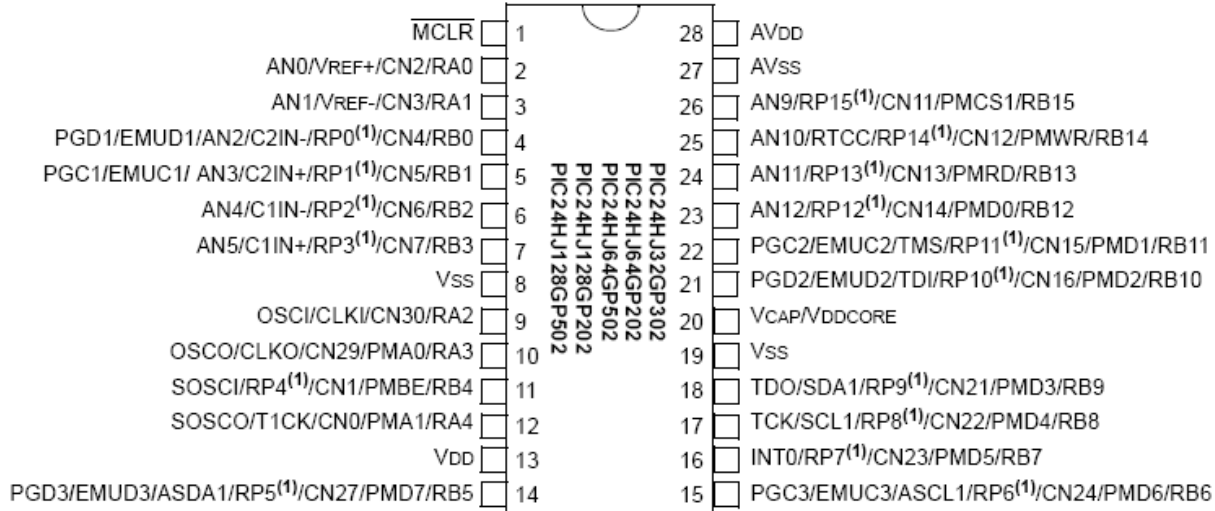 MCLR 1
AN0/VREF+/CN2/RA0 2
AN1/VREF-/CN3/RA1 3
PGD1/EMUD1/AN2/C2IN-/RP0(1)/CN4/RB0 4
PGC1/EMUC1/ AN3/C2IN+/RP1(1)/CN5/RB1 5
AN4/C1IN-/RP2(1)/CN6/RB2 6
AN5/C1IN+/RP3(1)/CN7/RB3 7
VSS 8
OSCI/CLKI/CN30/RA2 9
OSCO/CLKO/CN29/PMA0/RA3 10
SOSCI/RP4(1)/CN1/PMBE/RB4 11
SOSCO/T1CK/CN0/PMA1/RA4 12
VDD 13
PGD3/EMUD3/ASDA1/RP5(1)/CN27/PMD7/RB5 14
PIC24HJ32GP302
PIC24HJ64GP202
PIC24HJ64GP502
PIC24HJ128GP202
PIC24HJ128GP502
28 AVDD
27 AVSS
26 AN9/RP15(1)/CN11/PMCS1/RB15
25 AN10/RTCC/RP14(1)/CN12/PMWR/RB14
24 AN11/RP13(1)/CN13/PMRD/RB13
23 AN12/RP12(1)/CN14/PMD0/RB12
22 PGC2/EMUC2/TMS/RP11(1)/CN15/PMD1/RB11
21 PGD2/EMUD2/TDI/RP10(1)/CN16/PMD2/RB10
20 VCAP/VDDCORE
19 VSS
18 TDO/SDA1/RP9(1)/CN21/PMD3/RB9
17 TCK/SCL1/RP8(1)/CN22/PMD4/RB8
16 INT0/RP7(1)/CN23/PMD5/RB7
15 PGC3/EMUC3/ASCL1/RP6(1)/CN24/PMD6/RB6